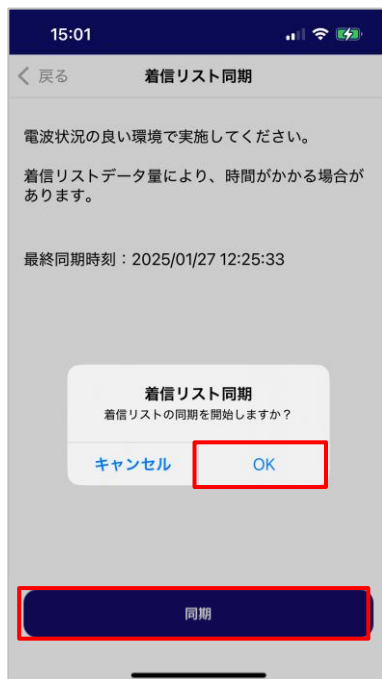 15:01
戻る 着信リスト同期
電波状況の良い環境で実施してください。
着信リストデータ量により、時間がかかる場合が
あります。
最終同期時刻：2025/01/27 12:25:33
着信リスト同期
着信リストの同期を開始しますか？
キャンセル OK
同期